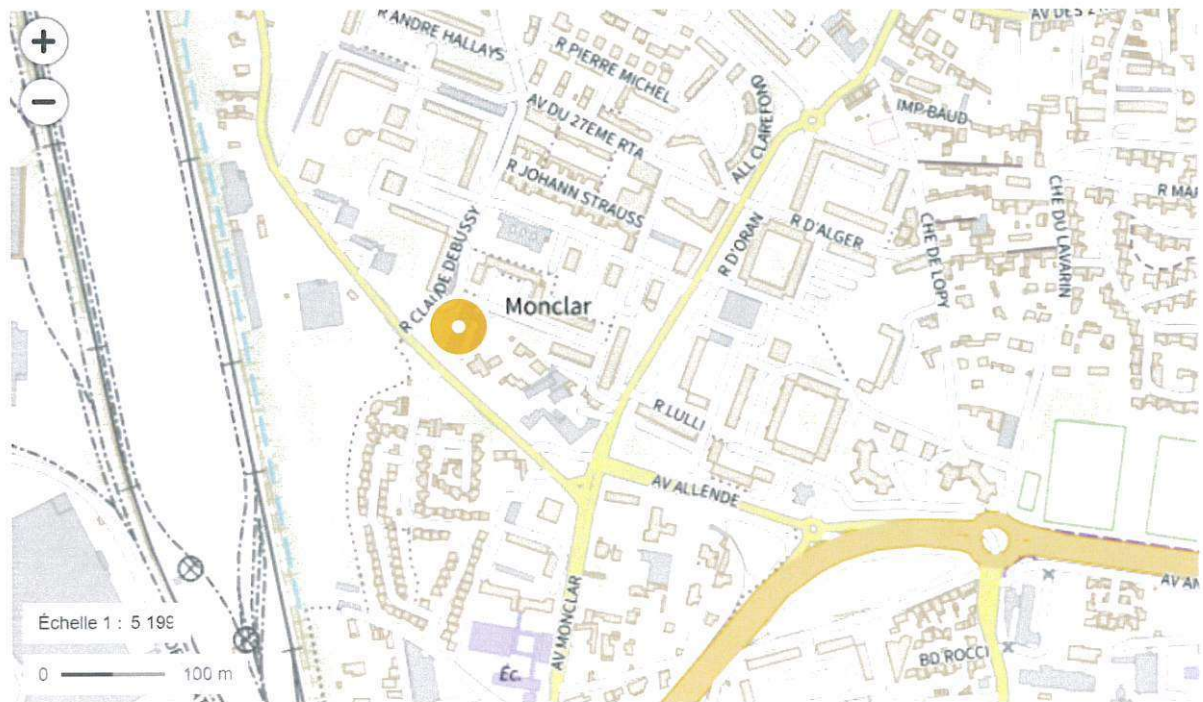 +
−
R ANDRE HALLAYS
R PIERRE MICHEL
AV DU 27EME RTA
R JOHANN STRAUSS
R CLAUDE DEBUSSY
ALL CLAREFOND
IMP BAUD
R D'ORAN
R D'ALGER
CHE DE LOPY
CHE DU LAVARIN
Monclar
R LULLI
AV ALLENDE
AV MONCLAR
BD ROCCI
Éc.
Échelle 1 : 5 199
0
100 m